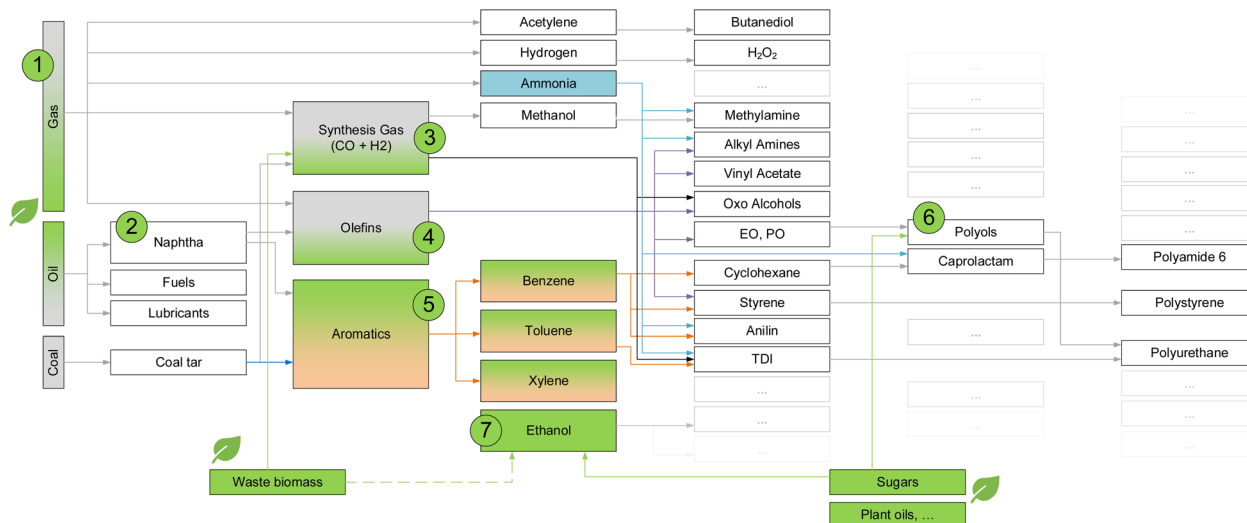 Acetylene
Butanediol
1
Hydrogen
H₂O₂
Ammonia
...
...
...
Gas
Synthesis Gas
(CO + H2)
3
Methanol
Methylamine
...
...
Alkyl Amines
...
...
Vinyl Acetate
...
...
Oxo Alcohols
2
Naphtha
Olefins
4
EO, PO
6
Polyols
...
Oil
Cyclohexane
Caprolactam
Polyamide 6
Fuels
Benzene
5
Styrene
Polystyrene
Lubricants
Aromatics
Toluene
Anilin
...
Coal
Coal tar
TDI
Polyurethane
Xylene
...
...
...
7
Ethanol
...
...
...
...
...
Waste biomass
Sugars
Plant oils, ...